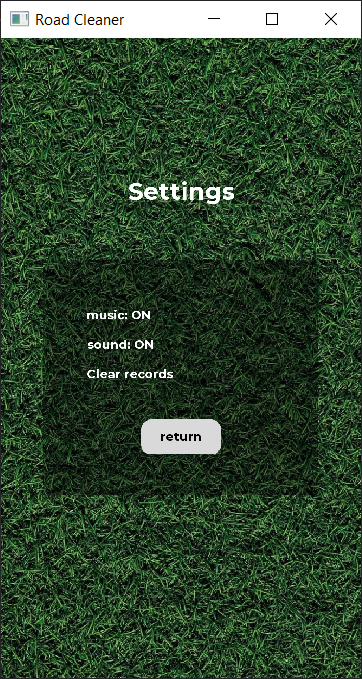 Road Cleaner
Settings
music: ON
sound: ON
Clear records
return